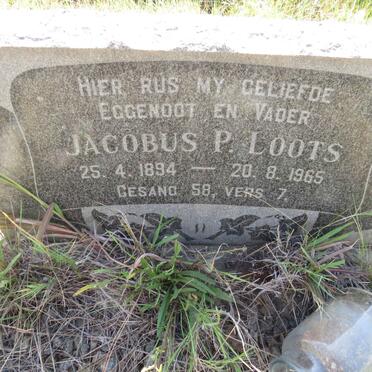 HIER RUS MY GELIEFDE
EGGENOOT EN VADER
JACOBUS P. LOOTS
25. 4. 1894 — 20. 8. 1965
GESANG 58, VERS 7.